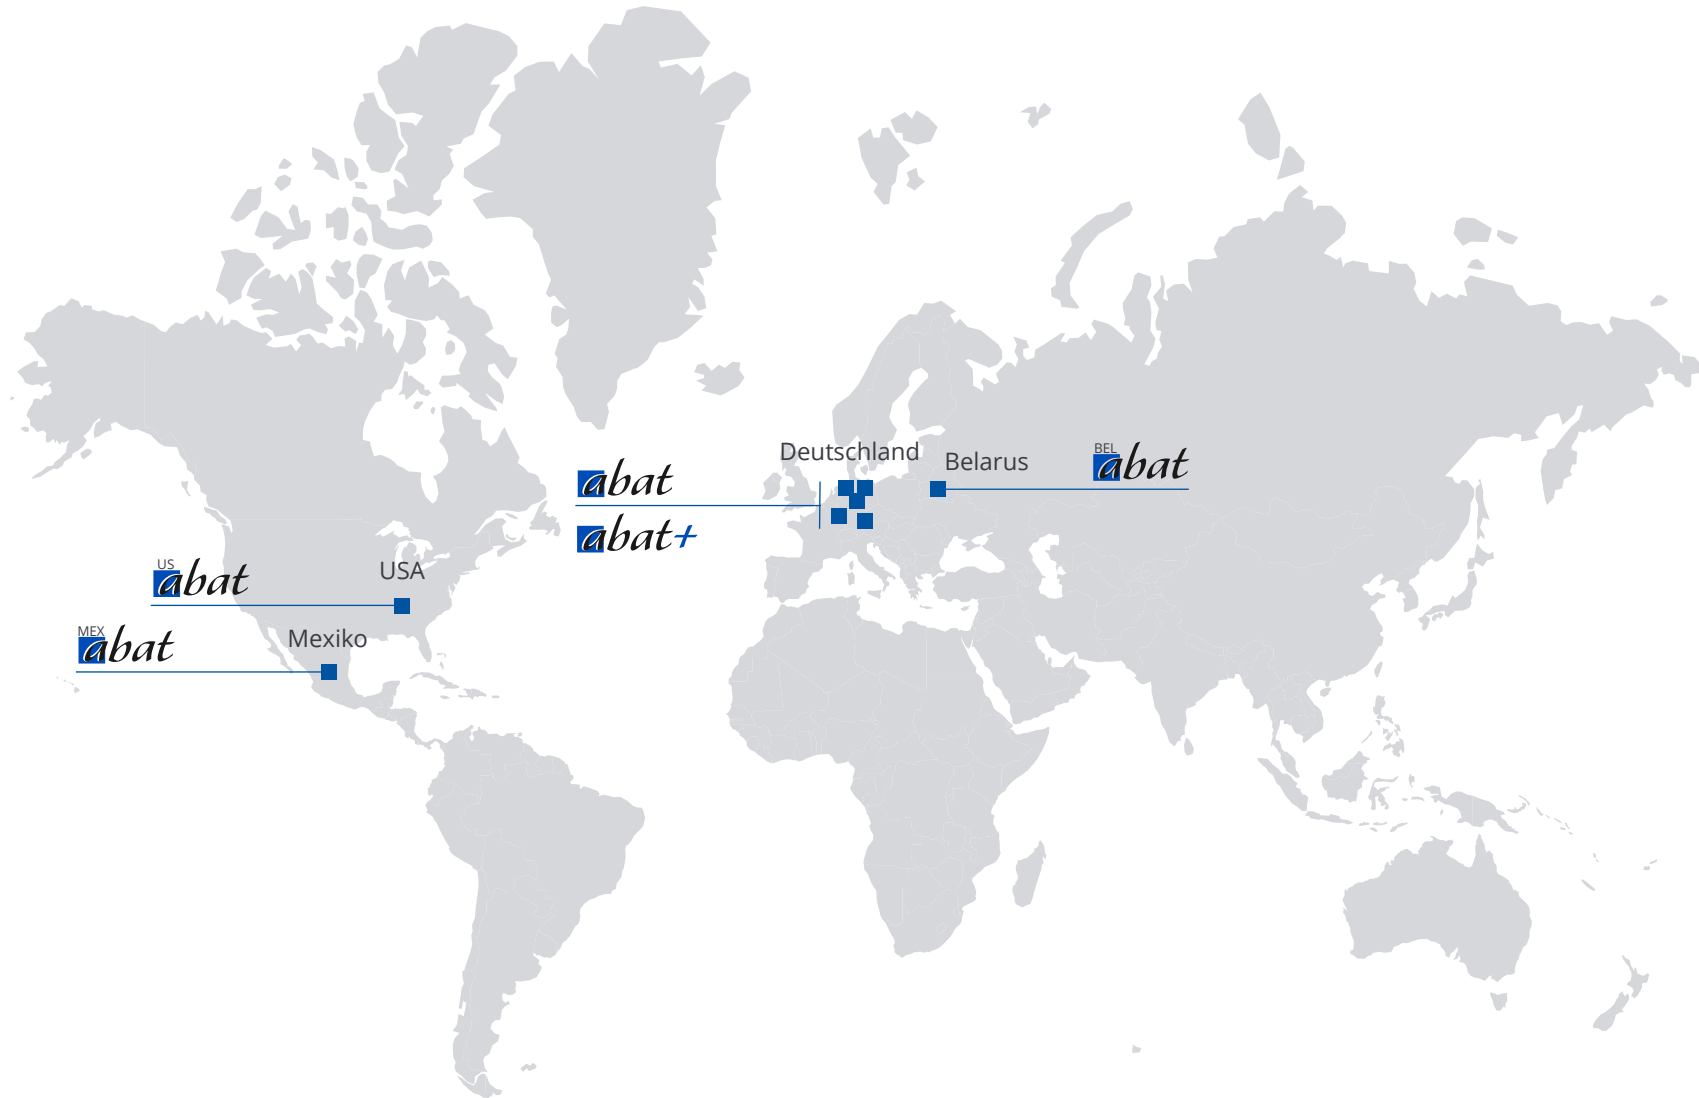 Deutschland
abat
abat+
Belarus
BEL
abat
USA
US
abat
Mexiko
MEX
abat